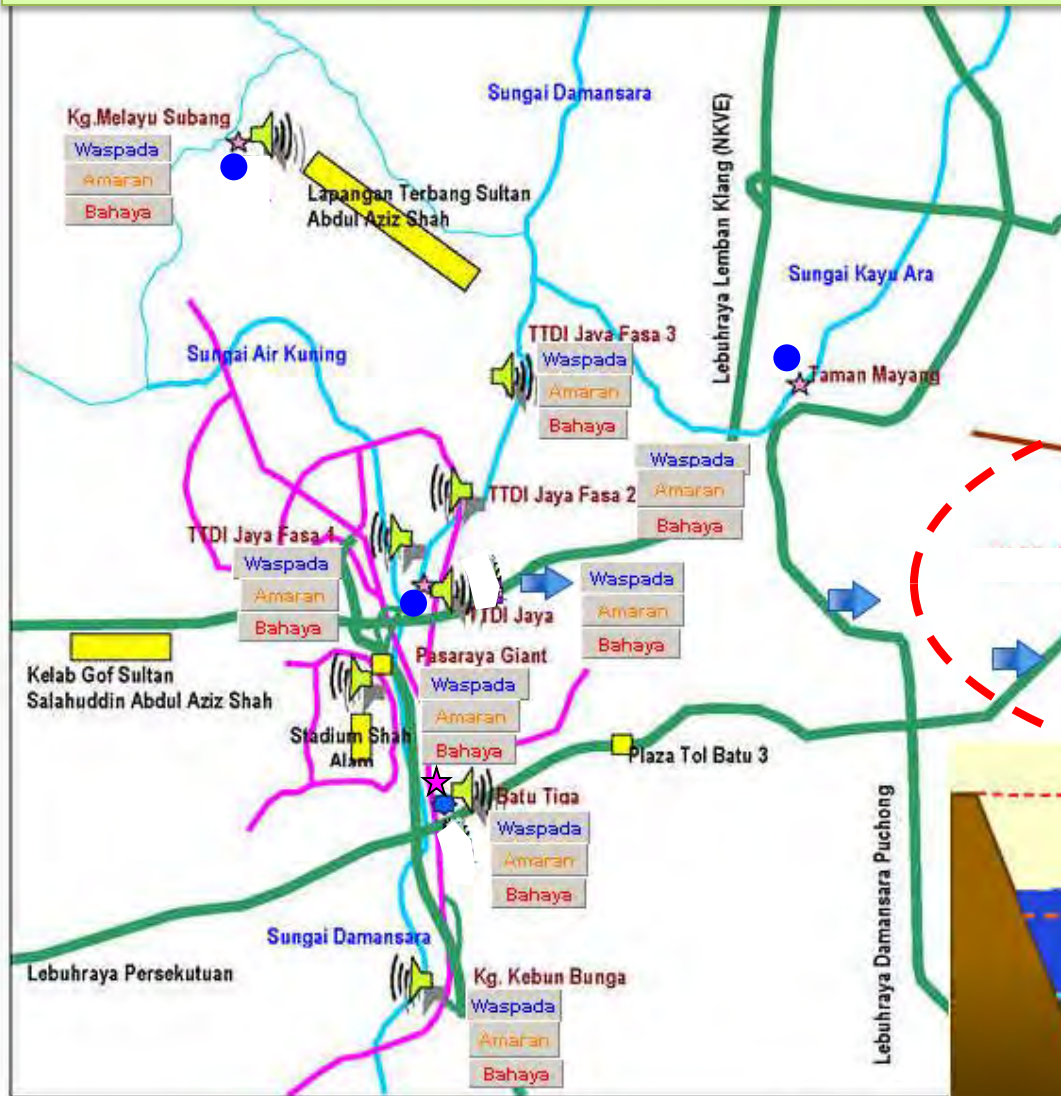 Sungai Damansara
Kg.Melayu Subang
Waspada
Amaran
Bahaya
Lapangan Terbang Sultan
Abdul Aziz Shah
Lebuhraya Lemban Klang (NKVE)
Sungai Kayu Ara
Sungai Air Kuning
TTDI Jaya Fasa 3
Waspada
Amaran
Bahaya
Taman Mayang
TTDI Jaya Fasa 2
Waspada
Amaran
Bahaya
TTDI Jaya Fasa 1
Waspada
Amaran
Bahaya
TTDI Jaya
Waspada
Amaran
Bahaya
Kelab Gof Sultan
Salahuddin Abdul Aziz Shah
Pasaraya Giant
Waspada
Amaran
Bahaya
Stadium Shah
Alam
Plaza Tol Batu 3
Batu Tiga
Waspada
Amaran
Bahaya
Lebuhraya Damansara Puchong
Sungai Damansara
Lebuhraya Persekutuan
Kg. Kebun Bunga
Waspada
Amaran
Bahaya